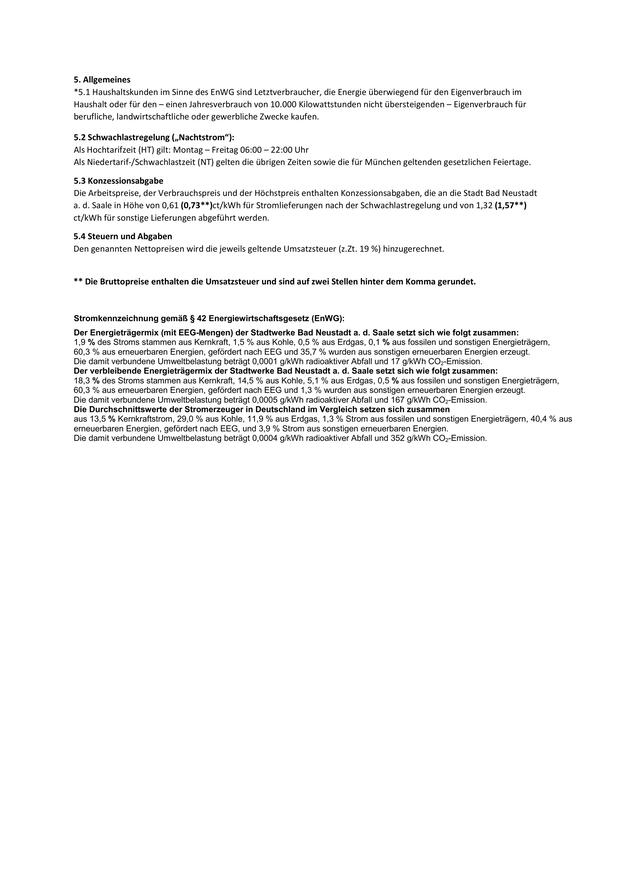 5. Allgemeines
*5.1 Haushaltskunden im Sinne des EnWG sind Letztverbraucher, die Energie überwiegend für den Eigenverbrauch im
Haushalt oder für den – einen Jahresverbrauch von 10.000 Kilowattstunden nicht übersteigenden – Eigenverbrauch für
berufliche, landwirtschaftliche oder gewerbliche Zwecke kaufen.
5.2 Schwachlastregelung („Nachtstrom“):
Als Hochtarifzeit (HT) gilt: Montag – Freitag 06:00 – 22:00 Uhr
Als Niedertarif-/Schwachlastzeit (NT) gelten die übrigen Zeiten sowie die für München geltenden gesetzlichen Feiertage.
5.3 Konzessionsabgabe
Die Arbeitspreise, der Verbrauchspreis und der Höchstpreis enthalten Konzessionsabgaben, die an die Stadt Bad Neustadt
a. d. Saale in Höhe von 0,61 (0,73**)ct/kWh für Stromlieferungen nach der Schwachlastregelung und von 1,32 (1,57**)
ct/kWh für sonstige Lieferungen abgeführt werden.
5.4 Steuern und Abgaben
Den genannten Nettopreisen wird die jeweils geltende Umsatzsteuer (z.Zt. 19 %) hinzugerechnet.
** Die Bruttopreise enthalten die Umsatzsteuer und sind auf zwei Stellen hinter dem Komma gerundet.
Stromkennzeichnung gemäß § 42 Energiewirtschaftsgesetz (EnWG):
Der Energieträgermix (mit EEG-Mengen) der Stadtwerke Bad Neustadt a. d. Saale setzt sich wie folgt zusammen:
1,9 % des Stroms stammen aus Kernkraft, 1,5 % aus Kohle, 0,5 % aus Erdgas, 0,1 % aus fossilen und sonstigen Energieträgern,
60,3 % aus erneuerbaren Energien, gefördert nach EEG und 35,7 % wurden aus sonstigen erneuerbaren Energien erzeugt.
Die damit verbundene Umweltbelastung beträgt 0,0001 g/kWh radioaktiver Abfall und 17 g/kWh CO₂-Emission.
Der verbleibende Energieträgermix der Stadtwerke Bad Neustadt a. d. Saale setzt sich wie folgt zusammen:
18,3 % des Stroms stammen aus Kernkraft, 14,5 % aus Kohle, 5,1 % aus Erdgas, 0,5 % aus fossilen und sonstigen Energieträgern,
60,3 % aus erneuerbaren Energien, gefördert nach EEG und 1,3 % wurden aus sonstigen erneuerbaren Energien erzeugt.
Die damit verbundene Umweltbelastung beträgt 0,0005 g/kWh radioaktiver Abfall und 167 g/kWh CO₂-Emission.
Die Durchschnittswerte der Stromerzeuger in Deutschland im Vergleich setzen sich zusammen
aus 13,5 % Kernkraftstrom, 29,0 % aus Kohle, 11,9 % aus Erdgas, 1,3 % Strom aus fossilen und sonstigen Energieträgern, 40,4 % aus
erneuerbaren Energien, gefördert nach EEG, und 3,9 % Strom aus sonstigen erneuerbaren Energien.
Die damit verbundene Umweltbelastung beträgt 0,0004 g/kWh radioaktiver Abfall und 352 g/kWh CO₂-Emission.